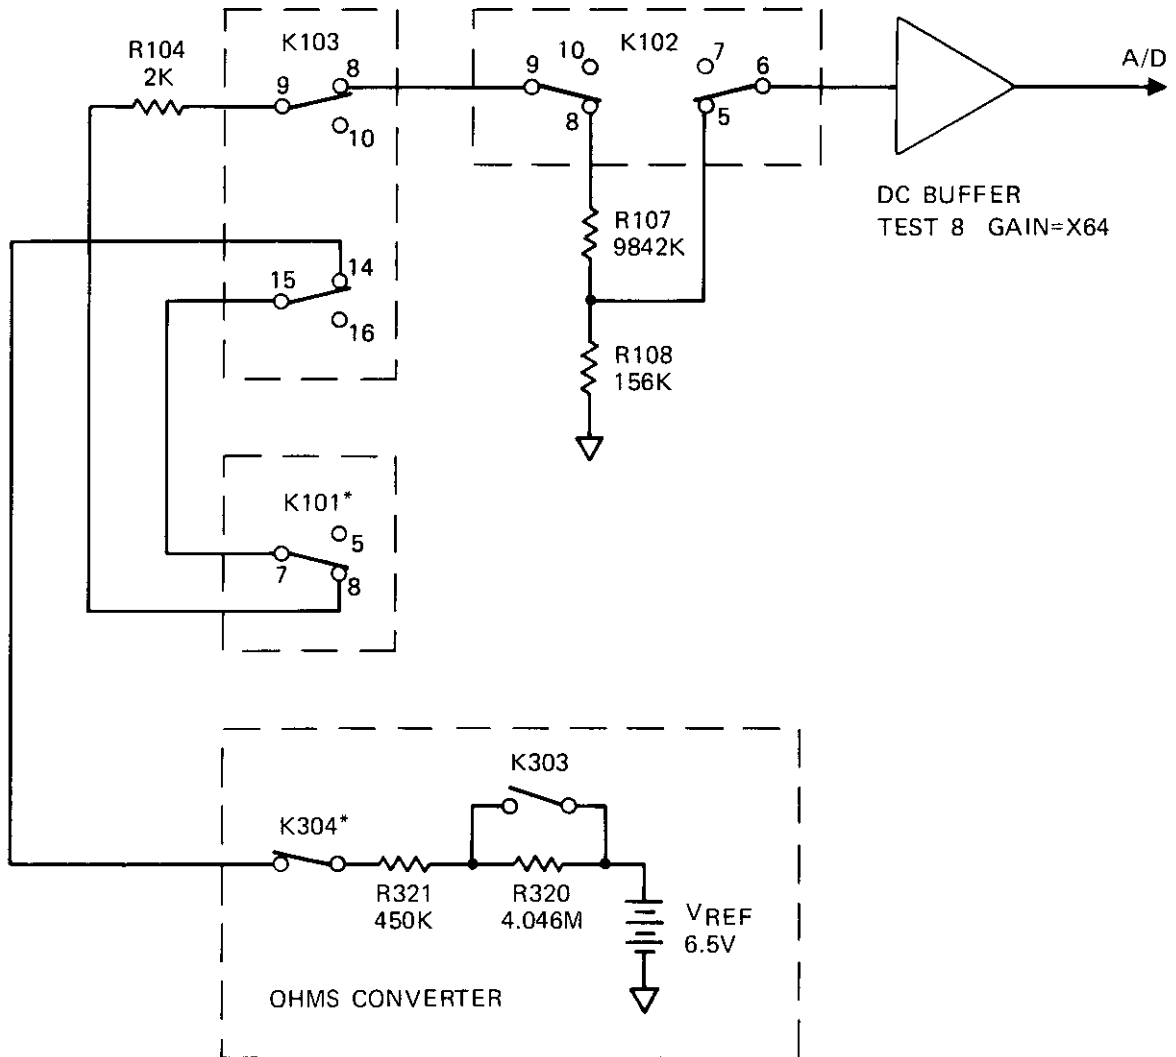 R104
2K
K103
9
8
10
K102
9
10
8
7
6
5
A/D
DC BUFFER
TEST 8 GAIN=X64
R107
9842K
15
14
16
R108
156K
K101*
5
7
8
K303
K304*
R321
450K
R320
4.046M
VREF
6.5V
OHMS CONVERTER